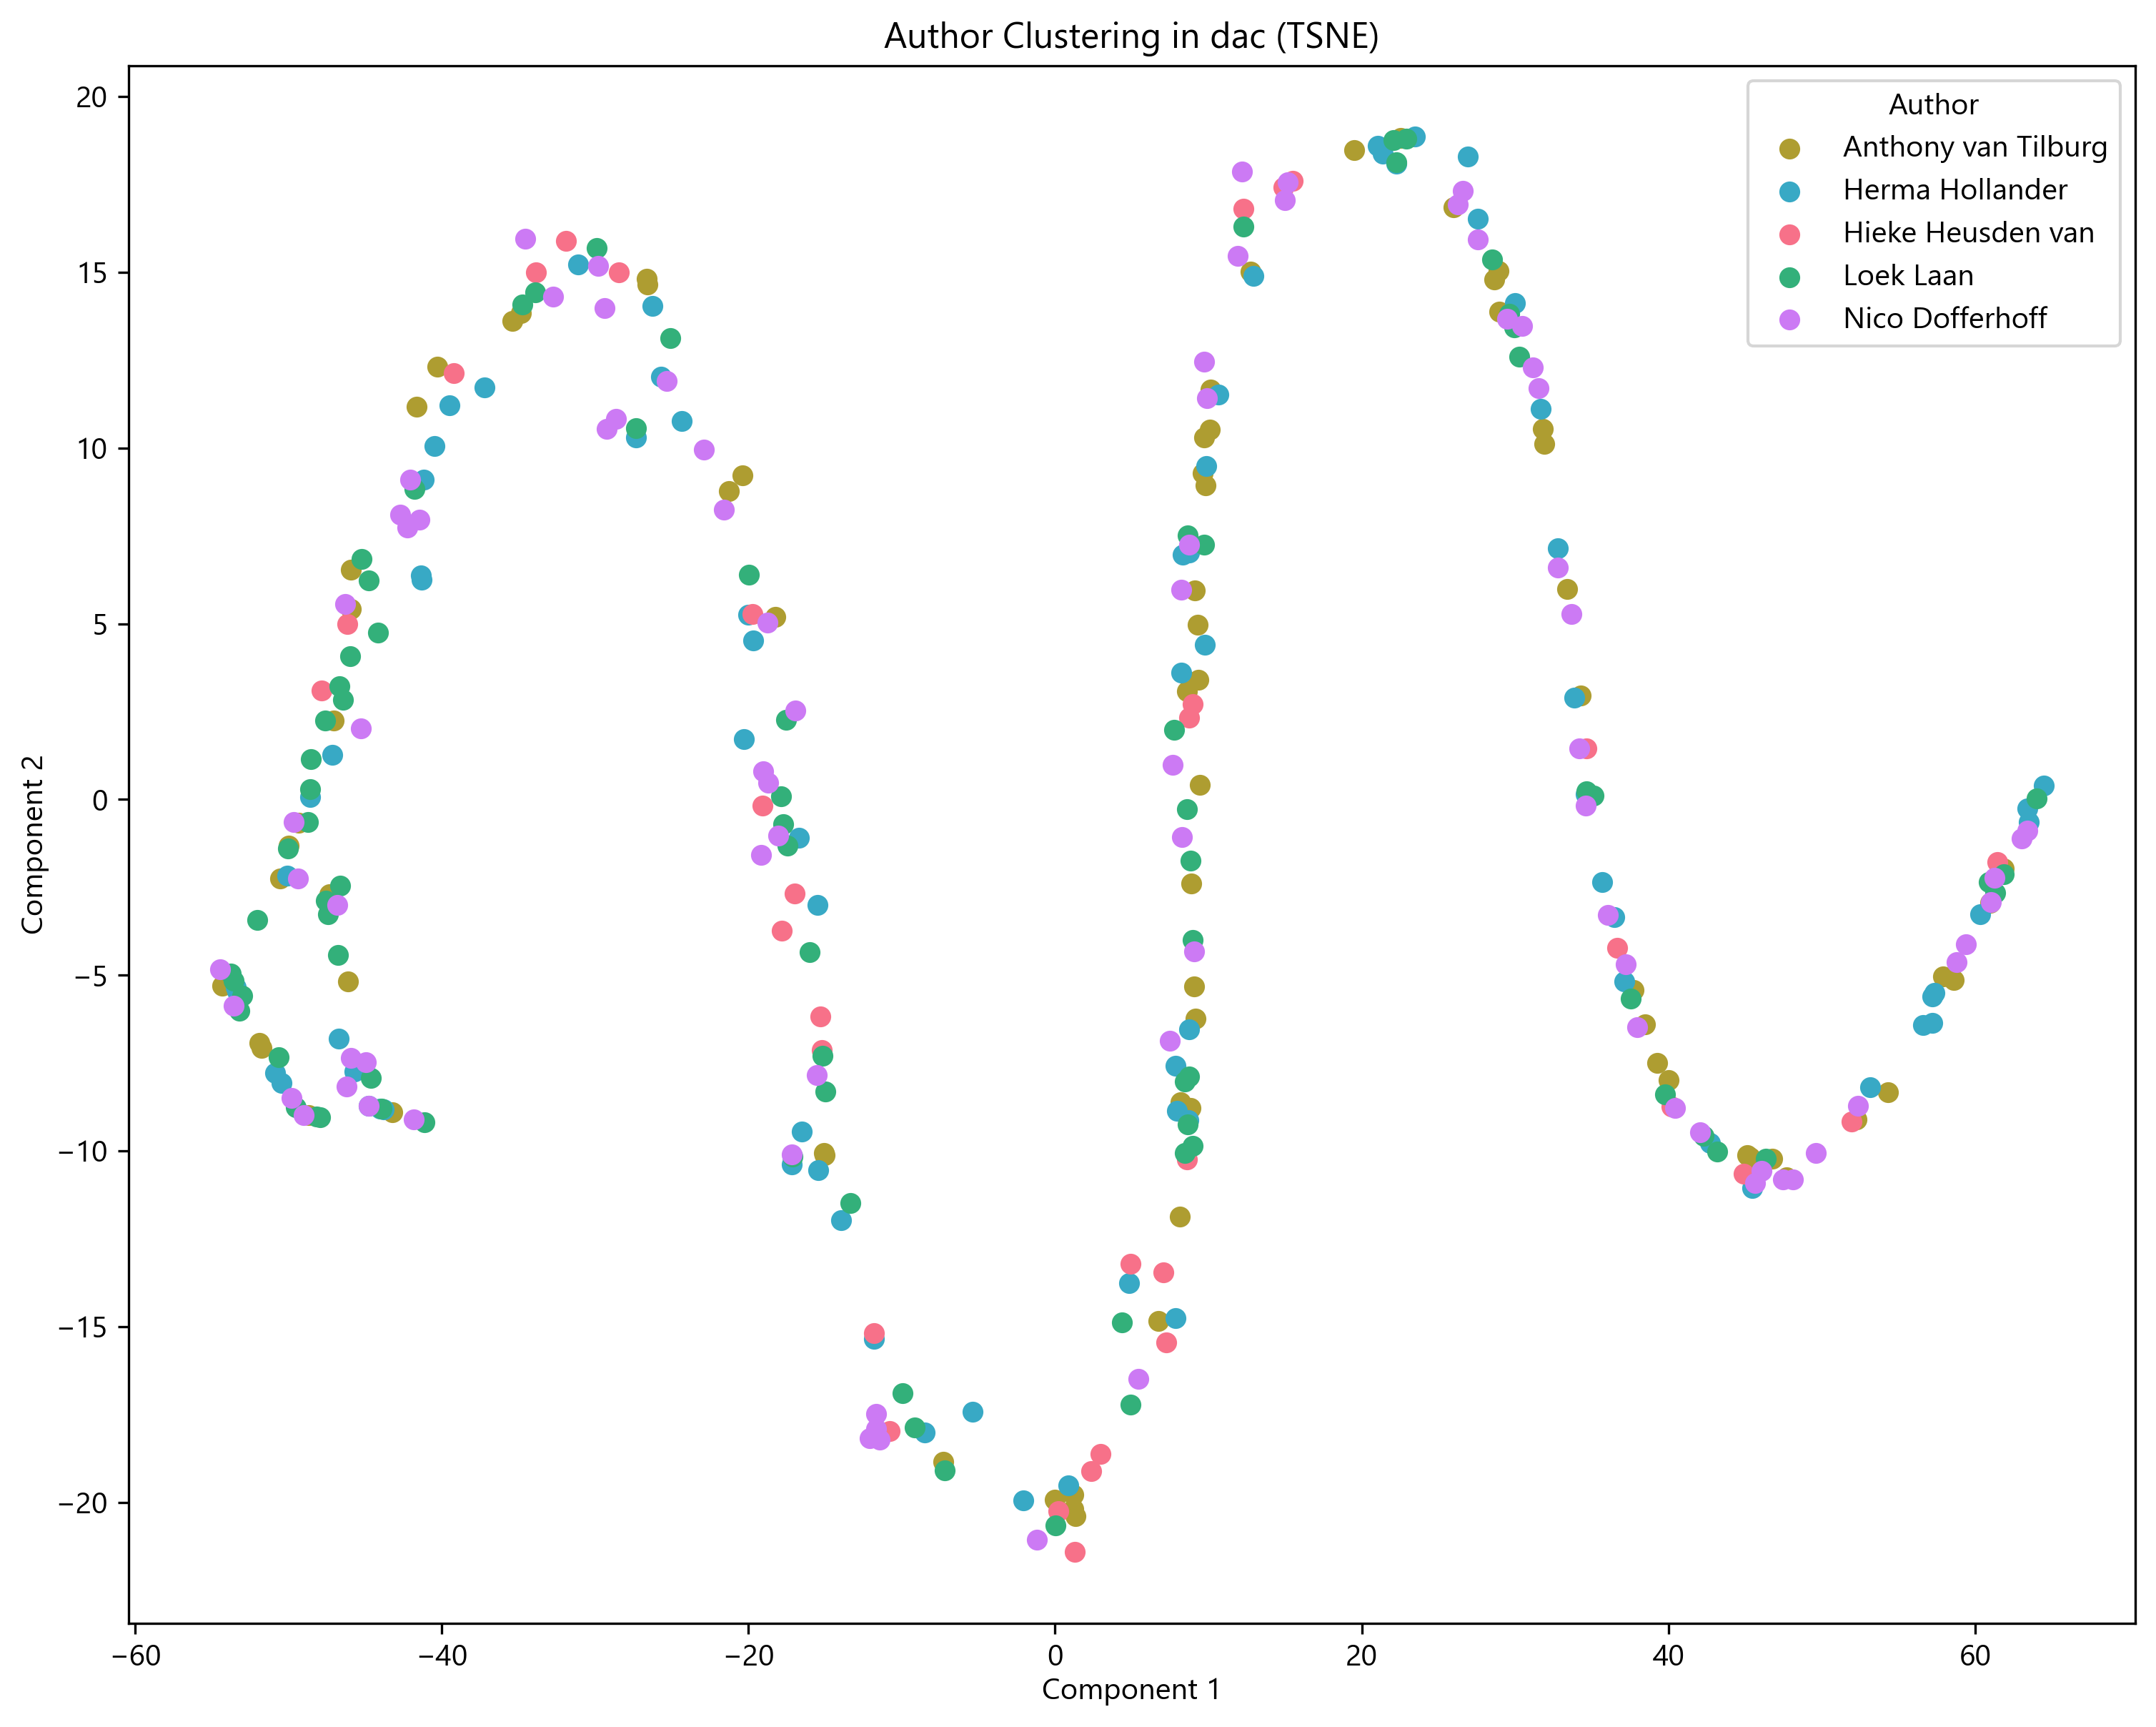 Author Clustering in dac (TSNE)
Author
Anthony van Tilburg
Herma Hollander
Hieke Heusden van
Loek Laan
Nico Dofferhoff
Component 2
20
15
10
5
0
−5
−10
−15
−20
−60
−40
−20
0
20
40
60
Component 1